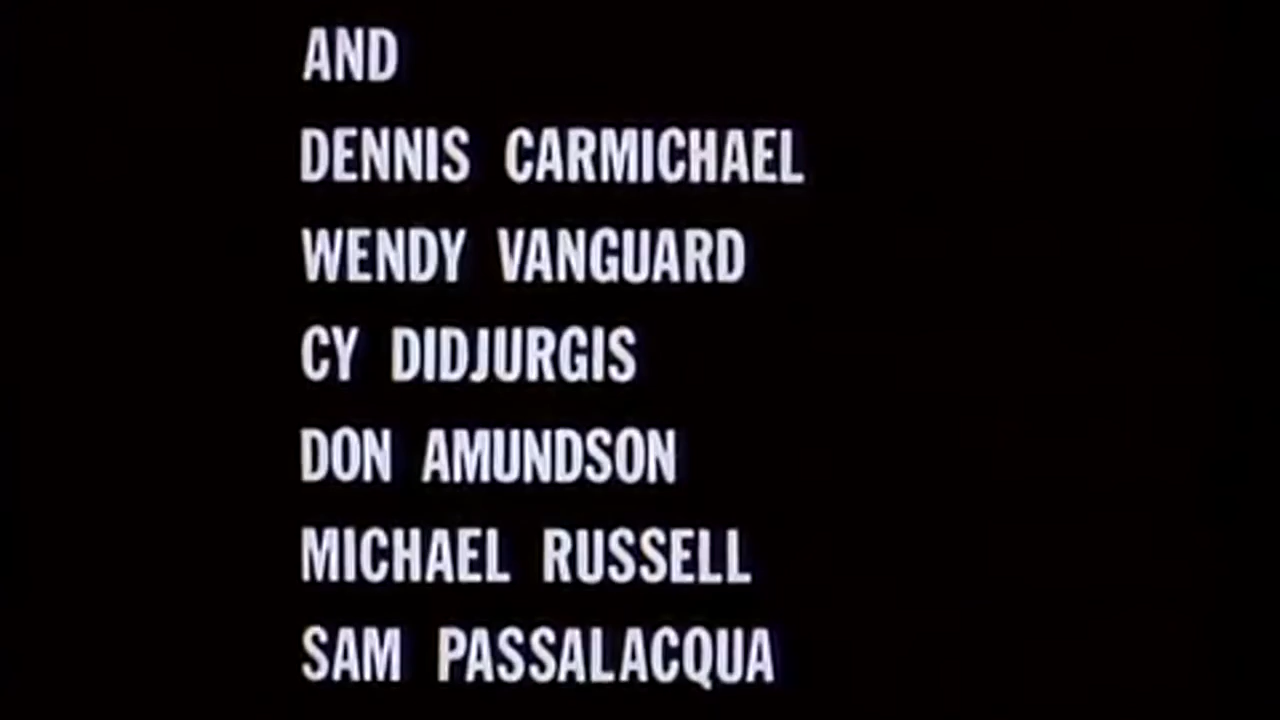 AND
DENNIS CARMICHAEL
WENDY VANGUARD
CY DIDJURGIS
DON AMUNDSON
MICHAEL RUSSELL
SAM PASSALACQUA